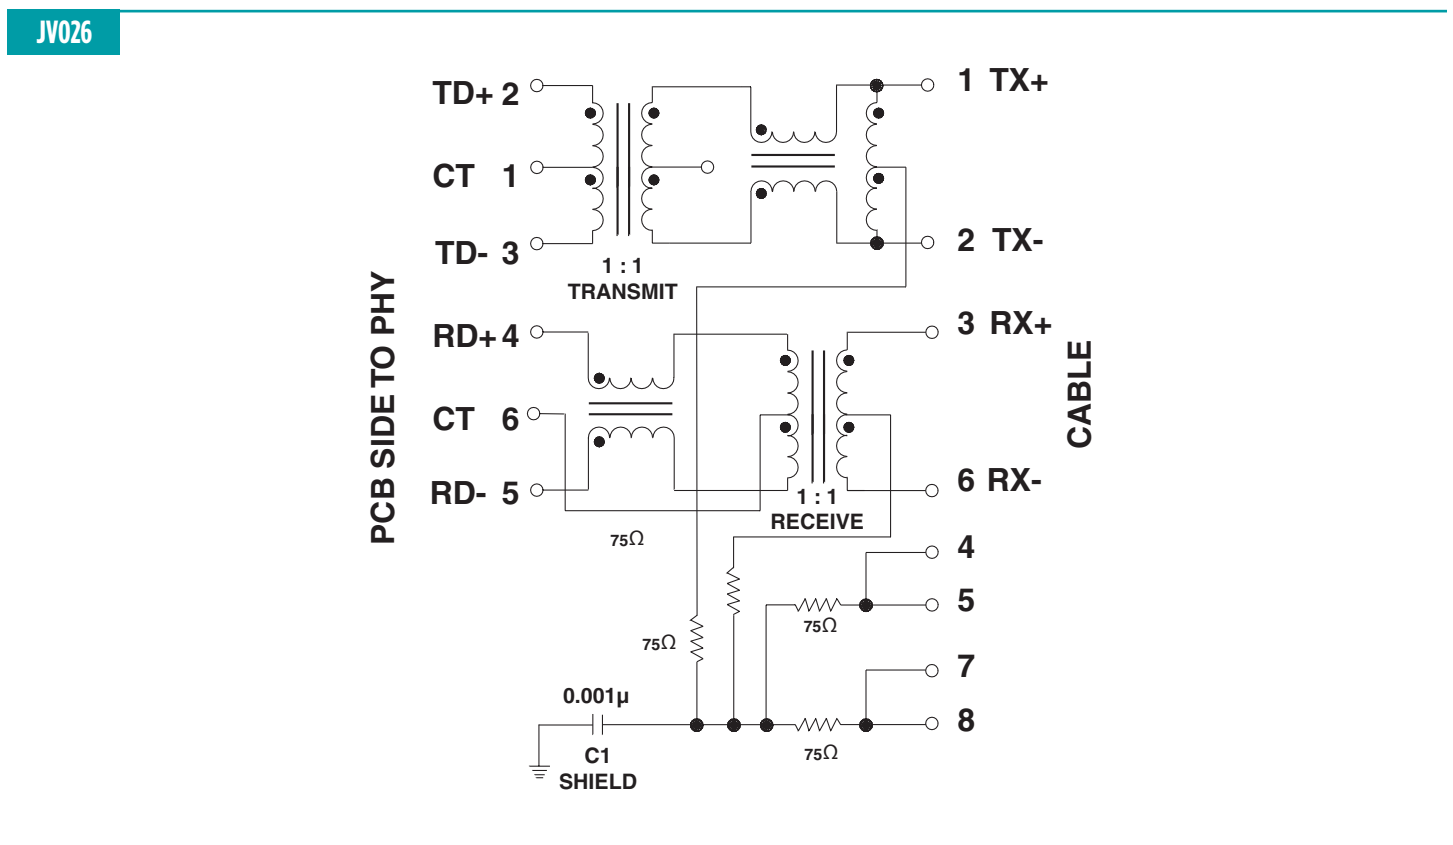 JV026
TD+ 2
1 TX+
CT 1
TD- 3
2 TX-
1 : 1
TRANSMIT
PCB SIDE TO PHY
RD+ 4
3 RX+
CABLE
CT 6
RD- 5
6 RX-
1 : 1
RECEIVE
75Ω
4
5
75Ω
75Ω
7
0.001µ
8
C1
75Ω
SHIELD